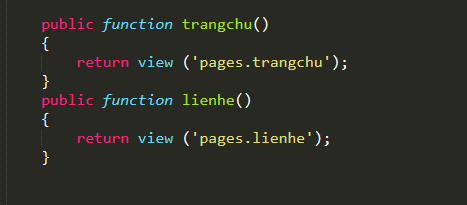 public function trangchu()
{
return view ('pages.trangchu');
}
public function lienhe()
{
return view ('pages.lienhe');
}